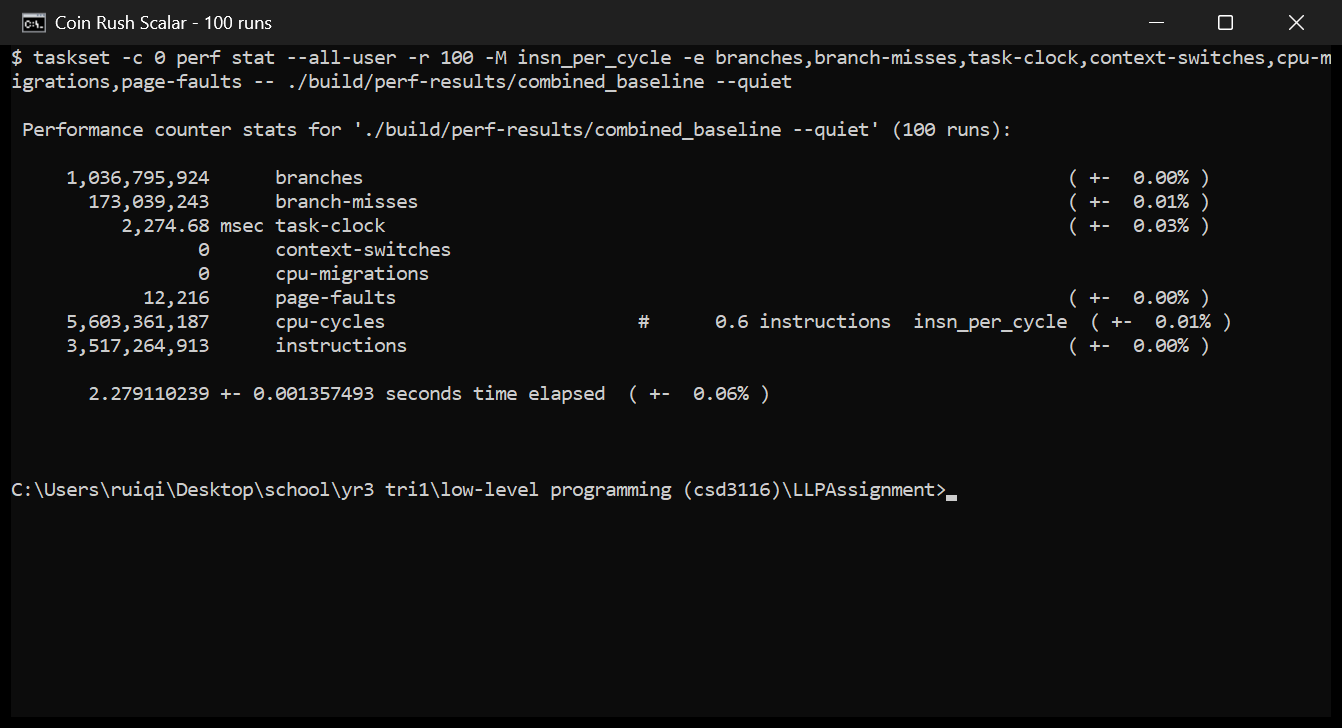 Coin Rush Scalar - 100 runs
$ taskset -c 0 perf stat --all-user -r 100 -M insn_per_cycle -e branches,branch-misses,task-clock,context-switches,cpu-m
igrations,page-faults -- ./build/perf-results/combined_baseline --quiet
Performance counter stats for './build/perf-results/combined_baseline --quiet' (100 runs):
1,036,795,924      branches                                                                ( +-  0.00% )
173,039,243      branch-misses                                                           ( +-  0.01% )
2,274.68 msec task-clock                                                              ( +-  0.03% )
0      context-switches
0      cpu-migrations
12,216      page-faults                                                             ( +-  0.00% )
5,603,361,187      cpu-cycles                       #      0.6 instructions  insn_per_cycle  ( +-  0.01% )
3,517,264,913      instructions                                                            ( +-  0.00% )
2.279110239 +- 0.001357493 seconds time elapsed  ( +-  0.06% )
C:\Users\ruiqi\Desktop\school\yr3 tri1\low-level programming (csd3116)\LLPAssignment>